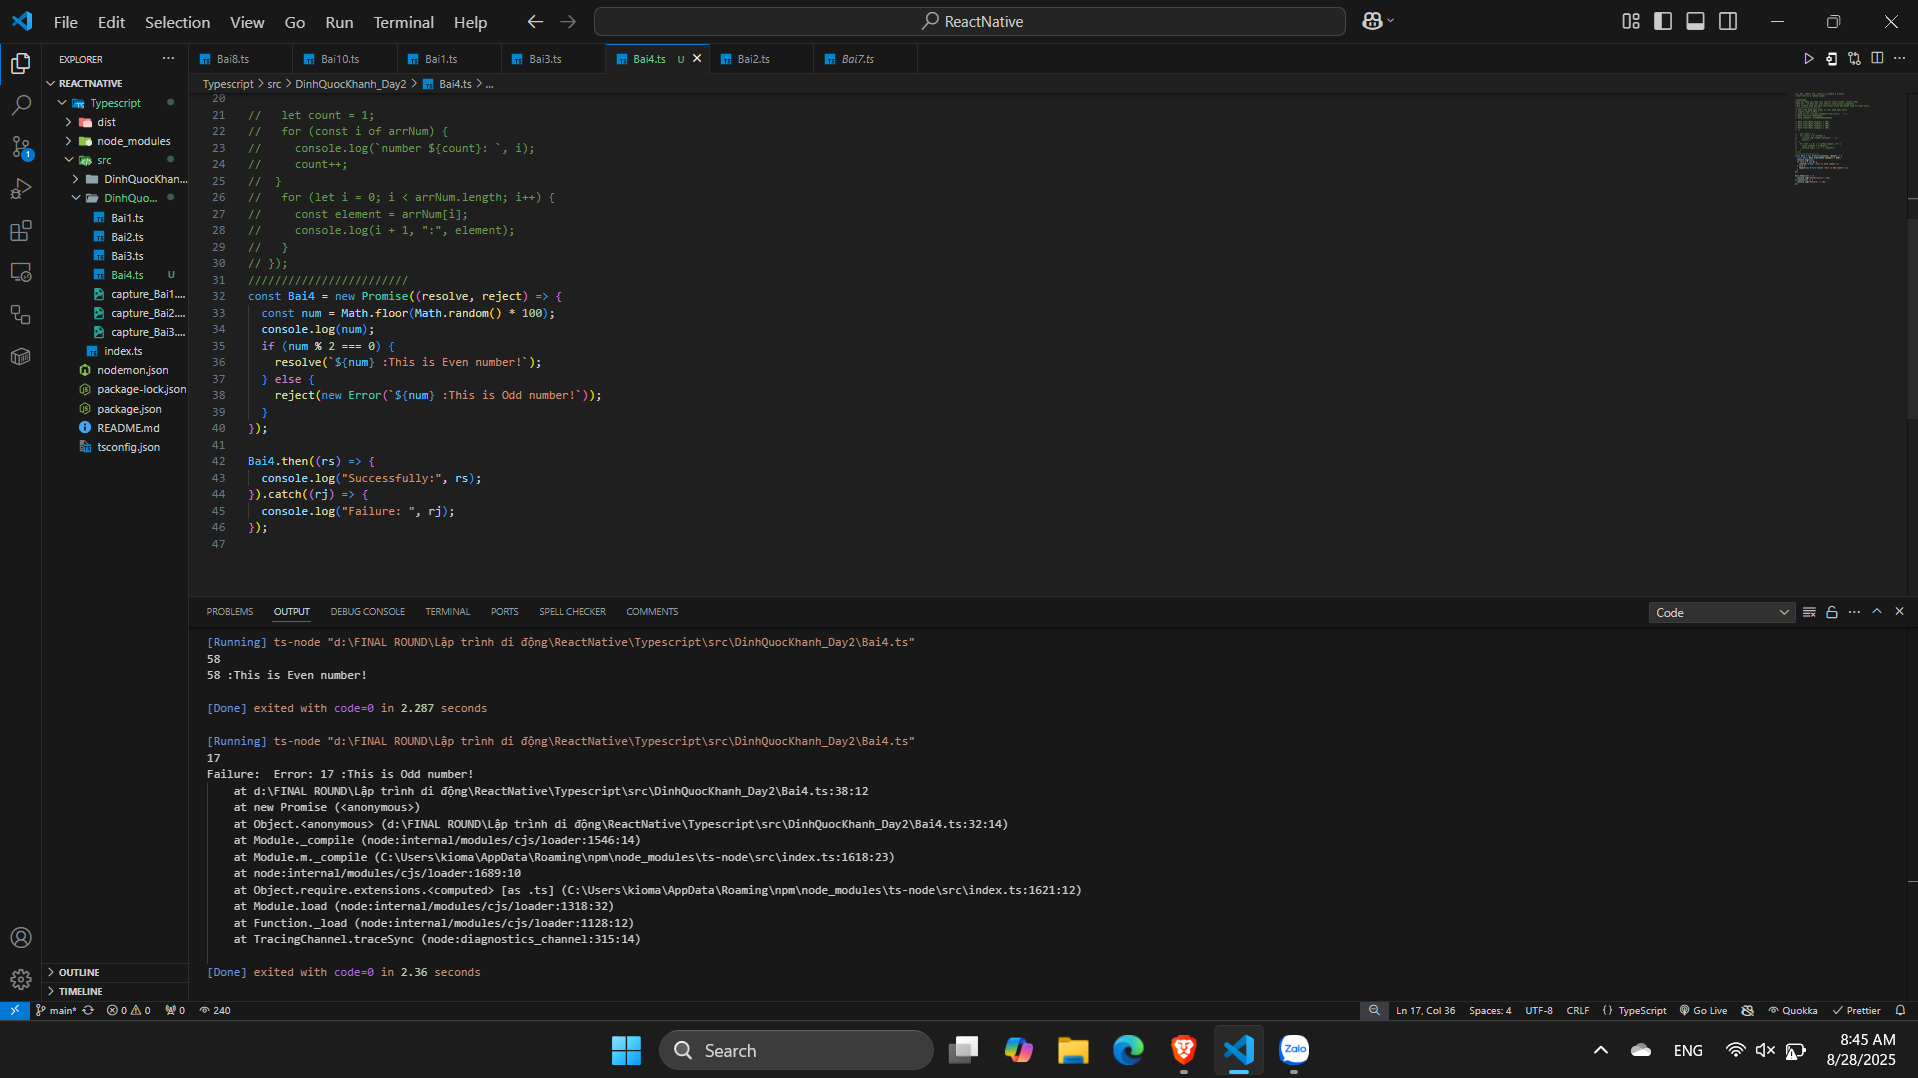 File Edit Selection View Go Run Terminal Help
ReactNative
EXPLORER
Bai8.ts Bai10.ts Bai1.ts Bai3.ts Bai4.ts U Bai2.ts Bai7.ts
REACTNATIVE
Typescript > src > DinhQuocKhanh_Day2 > Bai4.ts > ...
Typescript
dist
node_modules
src
DinhQuocKhan...
DinhQuo...
Bai1.ts
Bai2.ts
Bai3.ts
Bai4.ts U
capture_Bai1....
capture_Bai2....
capture_Bai3....
index.ts
nodemon.json
package-lock.json
package.json
README.md
tsconfig.json
OUTLINE
TIMELINE
20
21 //   let count = 1;
22 //   for (const i of arrNum) {
23 //     console.log(`number ${count}: `, i);
24 //     count++;
25 //  }
26 //   for (let i = 0; i < arrNum.length; i++) {
27 //     const element = arrNum[i];
28 //     console.log(i + 1, ":", element);
29 //   }
30 // });
31 ////////////////////////
32 const Bai4 = new Promise((resolve, reject) => {
33   const num = Math.floor(Math.random() * 100);
34   console.log(num);
35   if (num % 2 === 0) {
36     resolve(`${num} :This is Even number!`);
37   } else {
38     reject(new Error(`${num} :This is Odd number!`));
39   }
40 });
41
42 Bai4.then((rs) => {
43   console.log("Successfully:", rs);
44 }).catch((rj) => {
45   console.log("Failure: ", rj);
46 });
47
PROBLEMS OUTPUT DEBUG CONSOLE TERMINAL PORTS SPELL CHECKER COMMENTS
Code
[Running] ts-node "d:\FINAL ROUND\Lập trình di động\ReactNative\Typescript\src\DinhQuocKhanh_Day2\Bai4.ts"
58
58 :This is Even number!
[Done] exited with code=0 in 2.287 seconds
[Running] ts-node "d:\FINAL ROUND\Lập trình di động\ReactNative\Typescript\src\DinhQuocKhanh_Day2\Bai4.ts"
17
Failure:  Error: 17 :This is Odd number!
    at d:\FINAL ROUND\Lập trình di động\ReactNative\Typescript\src\DinhQuocKhanh_Day2\Bai4.ts:38:12
    at new Promise (<anonymous>)
    at Object.<anonymous> (d:\FINAL ROUND\Lập trình di động\ReactNative\Typescript\src\DinhQuocKhanh_Day2\Bai4.ts:32:14)
    at Module._compile (node:internal/modules/cjs/loader:1546:14)
    at Module.m._compile (C:\Users\kioma\AppData\Roaming\npm\node_modules\ts-node\src\index.ts:1618:23)
    at node:internal/modules/cjs/loader:1689:10
    at Object.require.extensions.<computed> [as .ts] (C:\Users\kioma\AppData\Roaming\npm\node_modules\ts-node\src\index.ts:1621:12)
    at Module.load (node:internal/modules/cjs/loader:1318:32)
    at Function._load (node:internal/modules/cjs/loader:1128:12)
    at TracingChannel.traceSync (node:diagnostics_channel:315:14)
[Done] exited with code=0 in 2.36 seconds
main* 0 0 0 240
Ln 17, Col 36 Spaces: 4 UTF-8 CRLF {} TypeScript Go Live Quokka Prettier
Search
Zalo
ENG
8:45 AM
8/28/2025